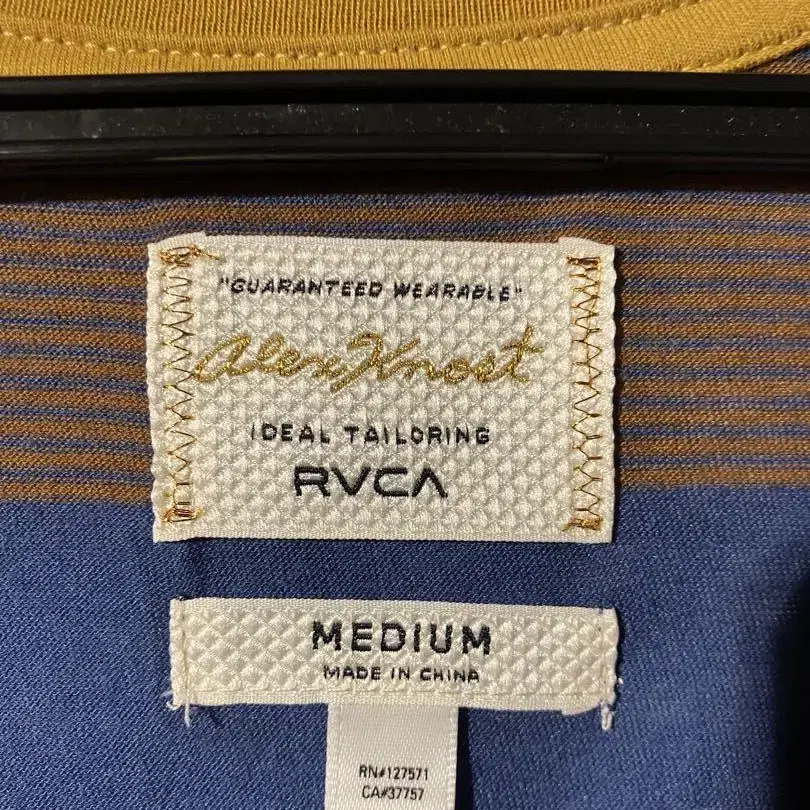 "GUARANTEED WEARABLE"
Alex Knost
IDEAL TAILORING
RVCA
MEDIUM
MADE IN CHINA
RN#127571
CA#37757